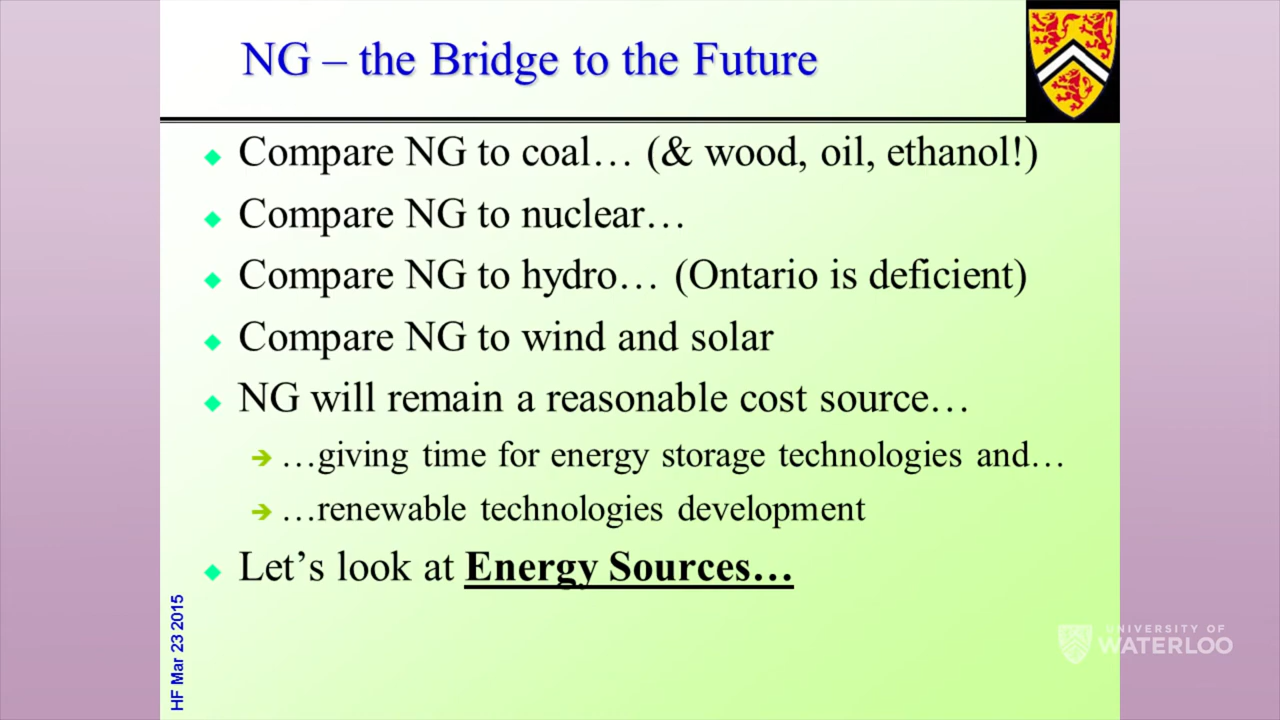 NG – the Bridge to the Future
Compare NG to coal… (& wood, oil, ethanol!)
Compare NG to nuclear…
Compare NG to hydro… (Ontario is deficient)
Compare NG to wind and solar
NG will remain a reasonable cost source…
…giving time for energy storage technologies and…
…renewable technologies development
Let’s look at Energy Sources…
HF Mar 23 2015
UNIVERSITY OF
WATERLOO